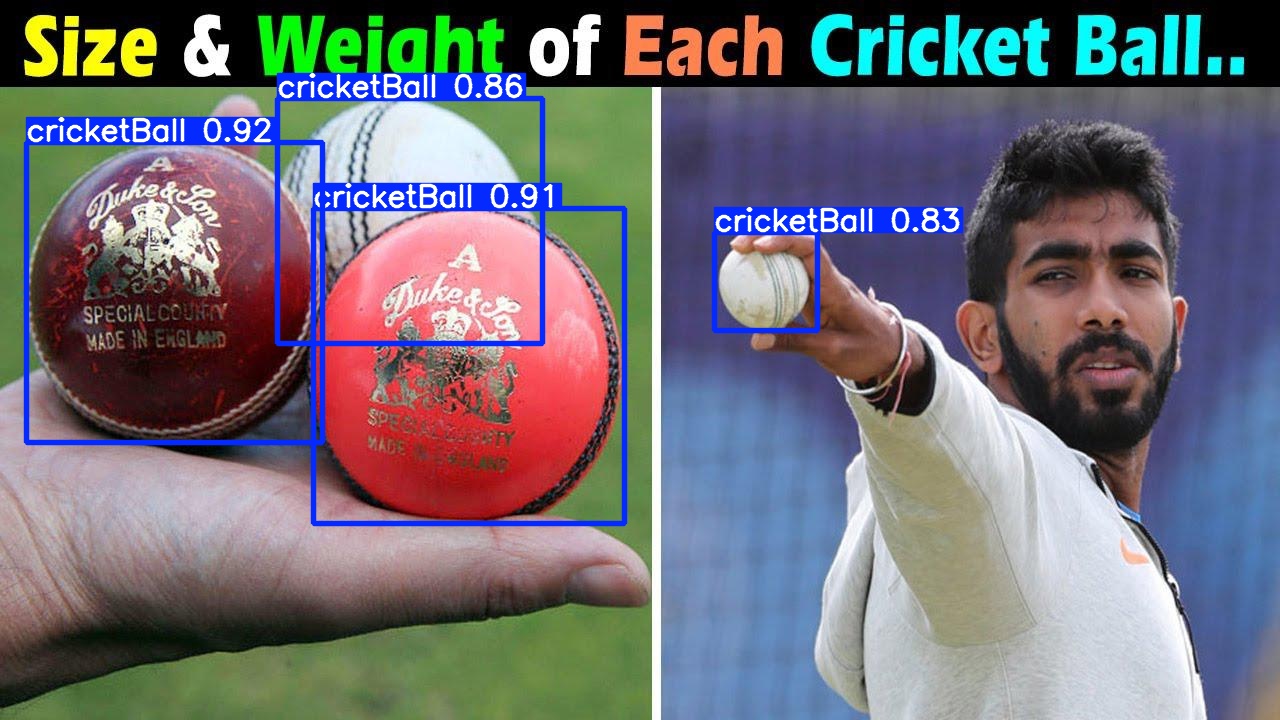 Size & Weight of Each Cricket Ball..
cricketBall 0.86
cricketBall 0.92
cricketBall 0.91
cricketBall 0.83
A
Duke & Son
SPECIAL COUNTY
MADE IN ENGLAND
A
Duke & Son
SPECIAL COUNTY
MADE IN ENGLAND